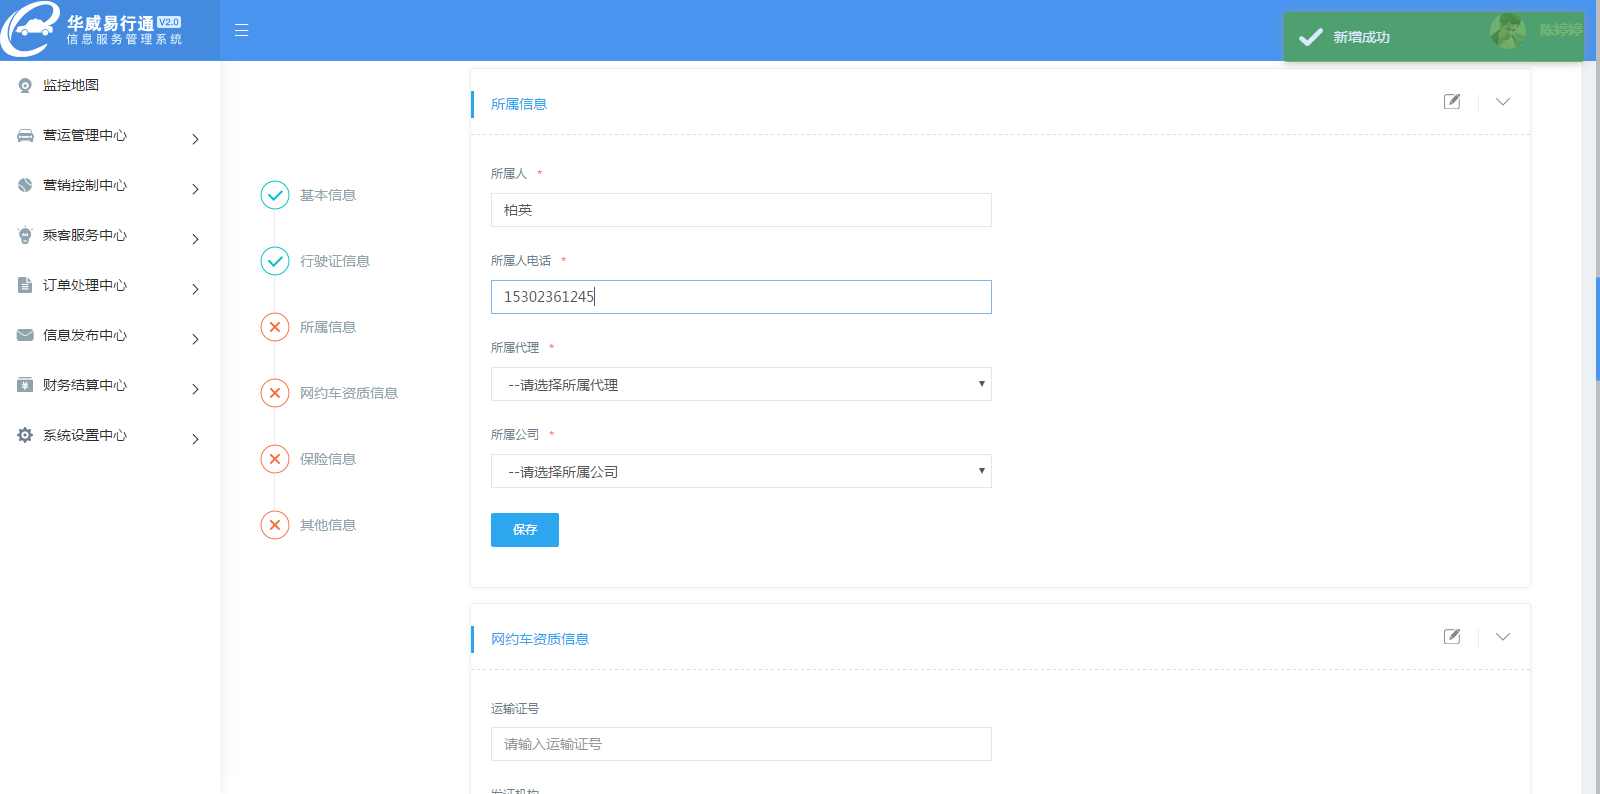 华威易行通 V2.0
信息服务管理系统
新增成功
陈婷婷
监控地图
营运管理中心
营销控制中心
乘客服务中心
订单处理中心
信息发布中心
财务结算中心
系统设置中心
基本信息
行驶证信息
所属信息
网约车资质信息
保险信息
其他信息
所属信息
所属人 *
柏英
所属人电话 *
15302361245
所属代理 *
--请选择所属代理
所属公司 *
--请选择所属公司
保存
网约车资质信息
运输证号
请输入运输证号
发证机构